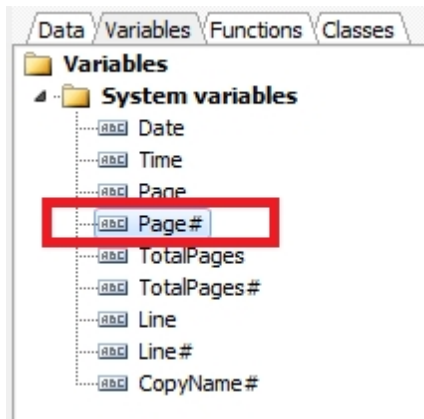 Data Variables Functions Classes
Variables
System variables
Date
Time
Page
Page#
TotalPages
TotalPages#
Line
Line#
CopyName#